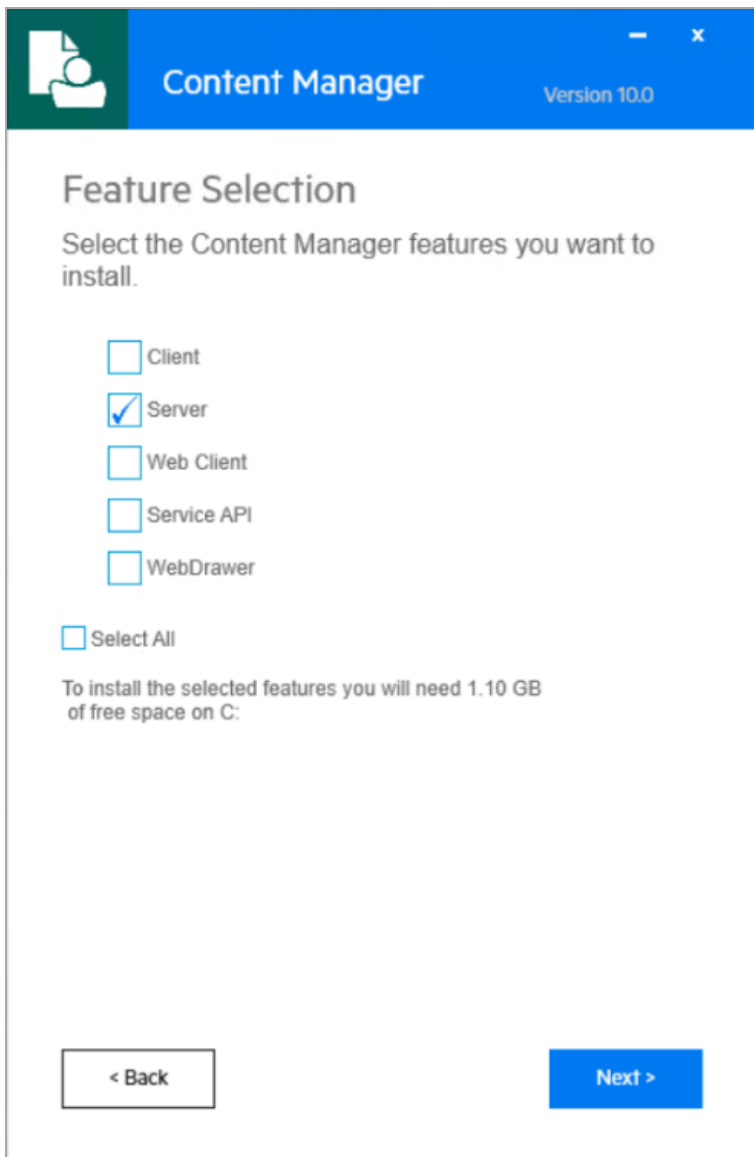 Content Manager
Version 10.0
Feature Selection
Select the Content Manager features you want to
install.
Client
Server
Web Client
Service API
WebDrawer
Select All
To install the selected features you will need 1.10 GB
of free space on C:
< Back
Next >